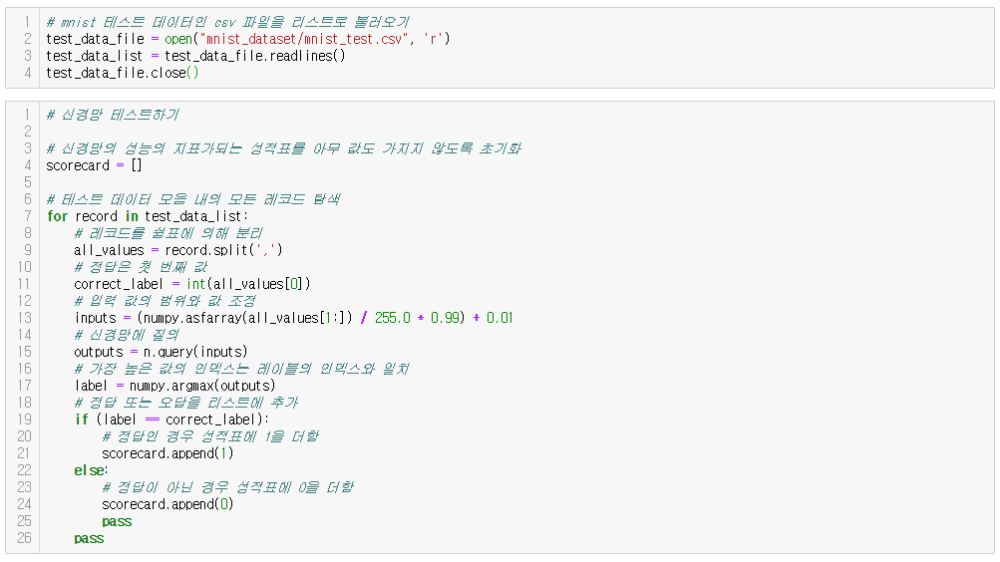 1 # mnist 테스트 데이터인 csv 파일을 리스트로 불러오기
2 test_data_file = open("mnist_dataset/mnist_test.csv", 'r')
3 test_data_list = test_data_file.readlines()
4 test_data_file.close()
1 # 신경망 테스트하기
2
3 # 신경망의 성능의 지표가되는 성적표를 아무 값도 가지지 않도록 초기화
4 scorecard = []
5
6 # 테스트 데이터 모음 내의 모든 레코드 탐색
7 for record in test_data_list:
8 # 레코드를 쉼표에 의해 분리
9 all_values = record.split(',')
10 # 정답은 첫 번째 값
11 correct_label = int(all_values[0])
12 # 입력 값의 범위와 값 조정
13 inputs = (numpy.asfarray(all_values[1:]) / 255.0 * 0.99) + 0.01
14 # 신경망에 질의
15 outputs = n.query(inputs)
16 # 가장 높은 값의 인덱스는 레이블의 인덱스와 일치
17 label = numpy.argmax(outputs)
18 # 정답 또는 오답을 리스트에 추가
19 if (label == correct_label):
20 # 정답인 경우 성적표에 1을 더함
21 scorecard.append(1)
22 else:
23 # 정답이 아닌 경우 성적표에 0을 더함
24 scorecard.append(0)
25 pass
26 pass